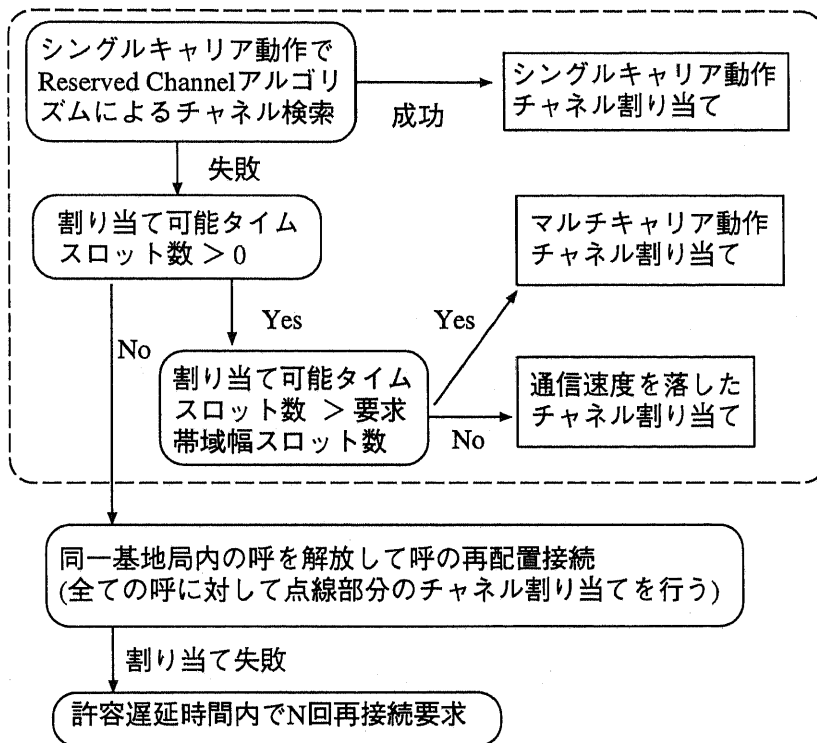 シングルキャリア動作で
Reserved Channelアルゴリ
ズムによるチャネル検索
成功
シングルキャリア動作
チャネル割り当て
失敗
割り当て可能タイム
スロット数 > 0
マルチキャリア動作
チャネル割り当て
No
Yes
Yes
割り当て可能タイム
スロット数 > 要求
帯域幅スロット数
No
通信速度を落した
チャネル割り当て
同一基地局内の呼を解放して呼の再配置接続
(全ての呼に対して点線部分のチャネル割り当てを行う)
割り当て失敗
許容遅延時間内でN回再接続要求